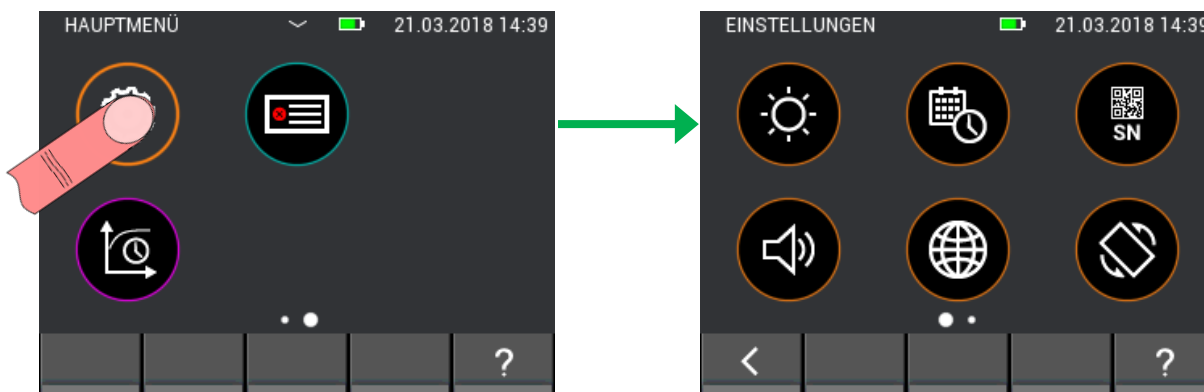 HAUPTMENÜ 21.03.2018 14:39
?
EINSTELLUNGEN 21.03.2018 14:39
SN
?